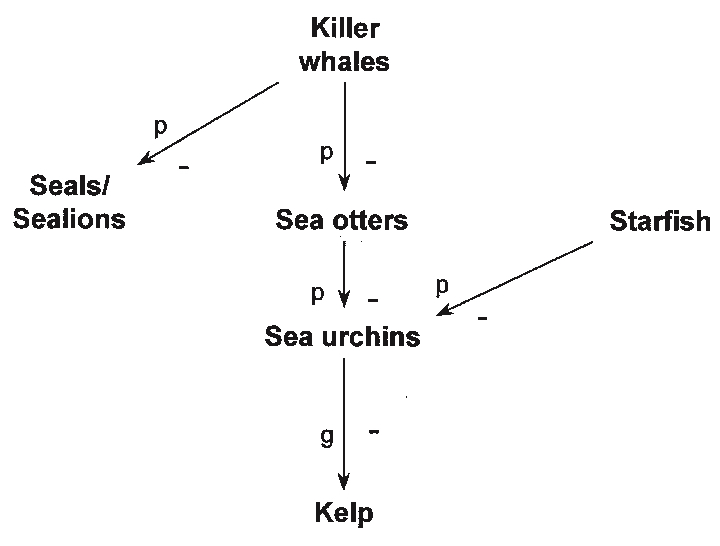 Killer
whales
p
-
p
-
Seals/
Sealions
Sea otters
Starfish
p
-
p
-
Sea urchins
g
-
Kelp